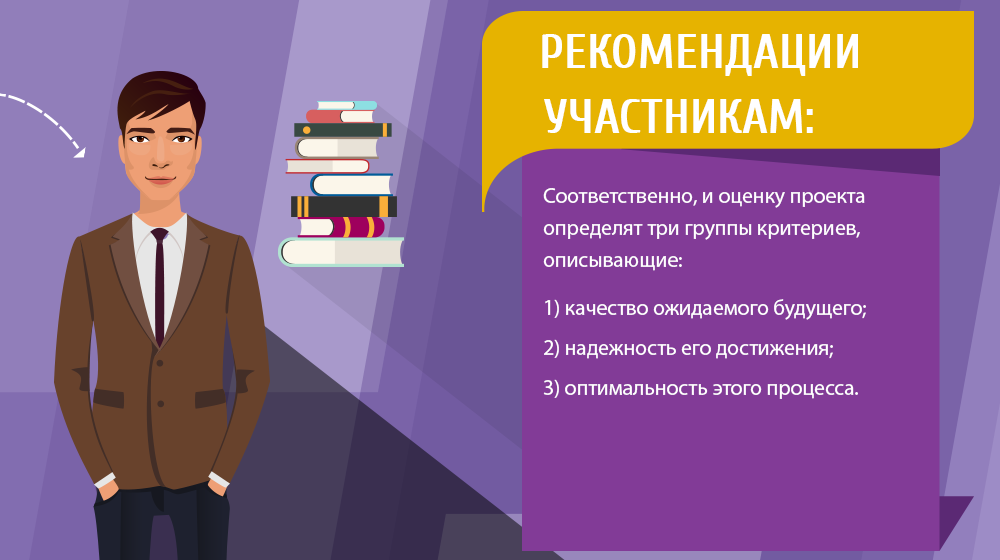 РЕКОМЕНДАЦИИ
УЧАСТНИКАМ:
Соответственно, и оценку проекта
определят три группы критериев,
описывающие:
1) качество ожидаемого будущего;
2) надежность его достижения;
3) оптимальность этого процесса.